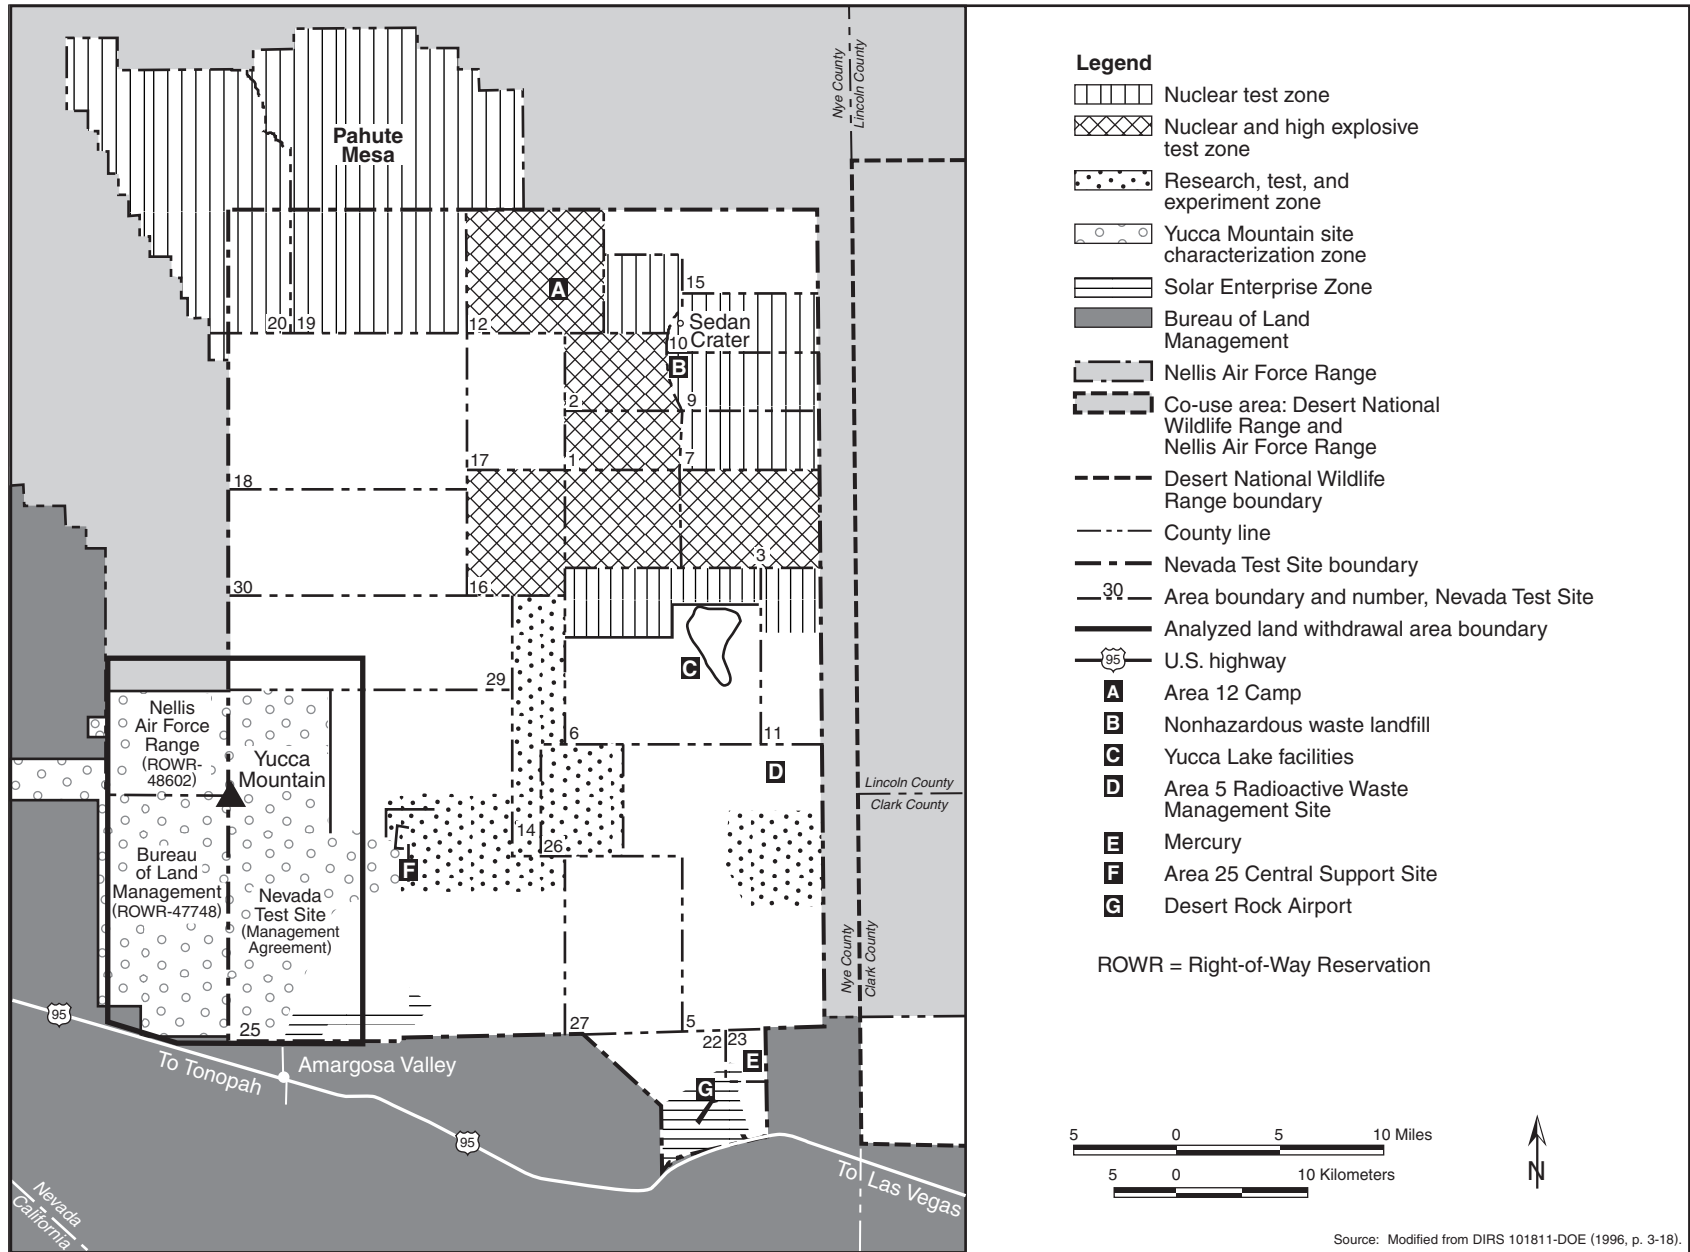 Nye County
Lincoln County
Pahute
Mesa
A
15
20
19
12
Sedan
Crater
10
B
2
9
17
1
7
18
3
30
16
C
29
Nellis
Air Force
Range
(ROWR-
48602)
Yucca
Mountain
6
11
D
Lincoln County
Clark County
14
26
F
Bureau
of Land
Management
(ROWR-47748)
Nevada
Test Site
(Management
Agreement)
Nye County
Clark County
95
25
27
5
22
23
E
G
To Tonopah
Amargosa Valley
95
To Las Vegas
Nevada
California
Legend
Nuclear test zone
Nuclear and high explosive
test zone
Research, test, and
experiment zone
Yucca Mountain site
characterization zone
Solar Enterprise Zone
Bureau of Land
Management
Nellis Air Force Range
Co-use area: Desert National
Wildlife Range and
Nellis Air Force Range
Desert National Wildlife
Range boundary
County line
Nevada Test Site boundary
30 Area boundary and number, Nevada Test Site
Analyzed land withdrawal area boundary
95 U.S. highway
A Area 12 Camp
B Nonhazardous waste landfill
C Yucca Lake facilities
D Area 5 Radioactive Waste
Management Site
E Mercury
F Area 25 Central Support Site
G Desert Rock Airport
ROWR = Right-of-Way Reservation
5 0 5 10 Miles
5 0 10 Kilometers
N
Source: Modified from DIRS 101811-DOE (1996, p. 3-18).